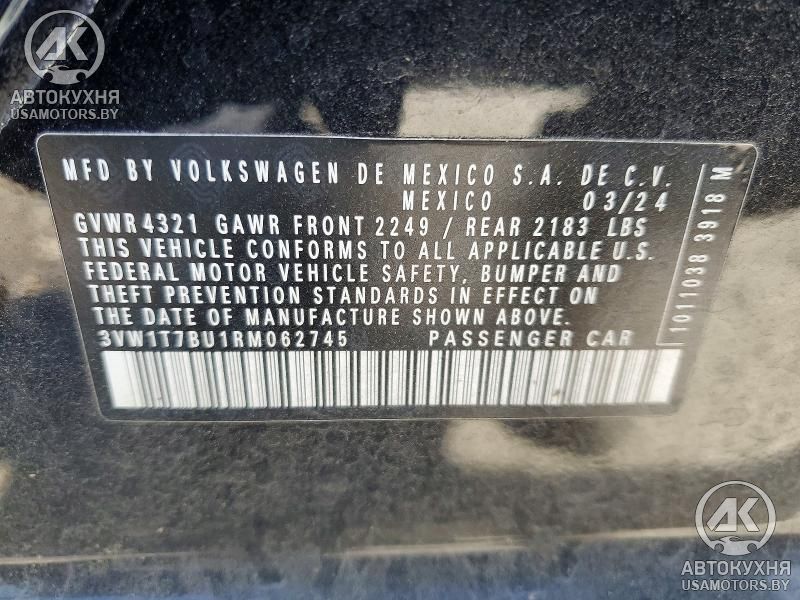 AK
АВТОКУХНЯ
USAMOTORS.BY
MFD BY VOLKSWAGEN DE MEXICO S.A. DE C.V.
MEXICO 03/24
GVWR 4321 GAWR FRONT 2249 / REAR 2183 LBS
THIS VEHICLE CONFORMS TO ALL APPLICABLE U.S.
FEDERAL MOTOR VEHICLE SAFETY, BUMPER AND
THEFT PREVENTION STANDARDS IN EFFECT ON
THE DATE OF MANUFACTURE SHOWN ABOVE.
3VW1T7BU1RM062745 PASSENGER CAR
1011038 3918 M
AK
АВТОКУХНЯ
USAMOTORS.BY